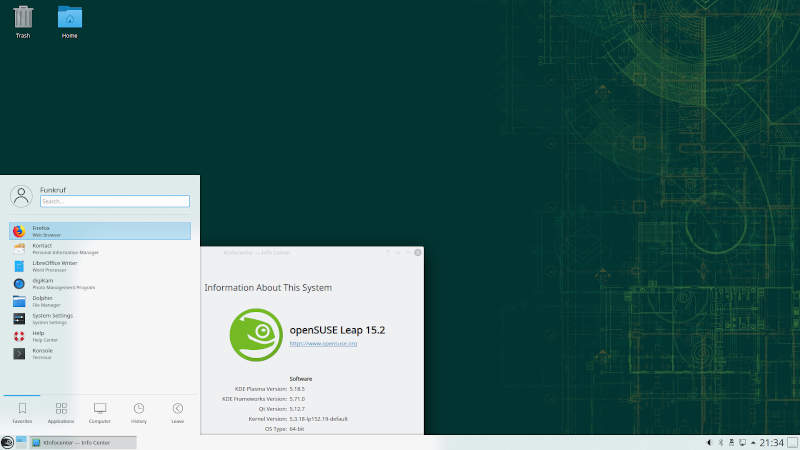 Trash
Home
Funkruf
Search...
Firefox
Web Browser
Kontact
Personal Information Manager
LibreOffice Writer
Word Processor
digiKam
Photo Management Program
Dolphin
File Manager
System Settings
System Settings
Help
Help Center
Konsole
Terminal
Favorites
Applications
Computer
History
Leave
KInfocenter — Info Center
Information About This System
openSUSE Leap 15.2
https://www.opensuse.org
Software
KDE Plasma Version: 5.18.5
KDE Frameworks Version: 5.71.0
Qt Version: 5.12.7
Kernel Version: 5.3.18-lp152.19-default
OS Type: 64-bit
KInfocenter — Info Center
21:34